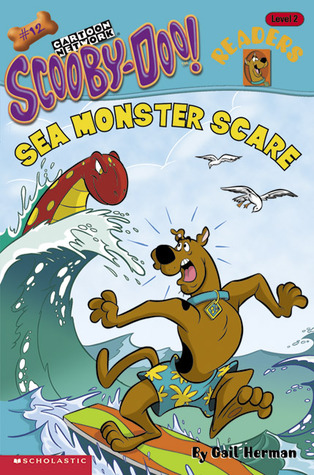 #12
CARTOON NETWORK
SCOOBY-DOO!
Level 2
READERS
SEA MONSTER SCARE
By Gail Herman
SCHOLASTIC